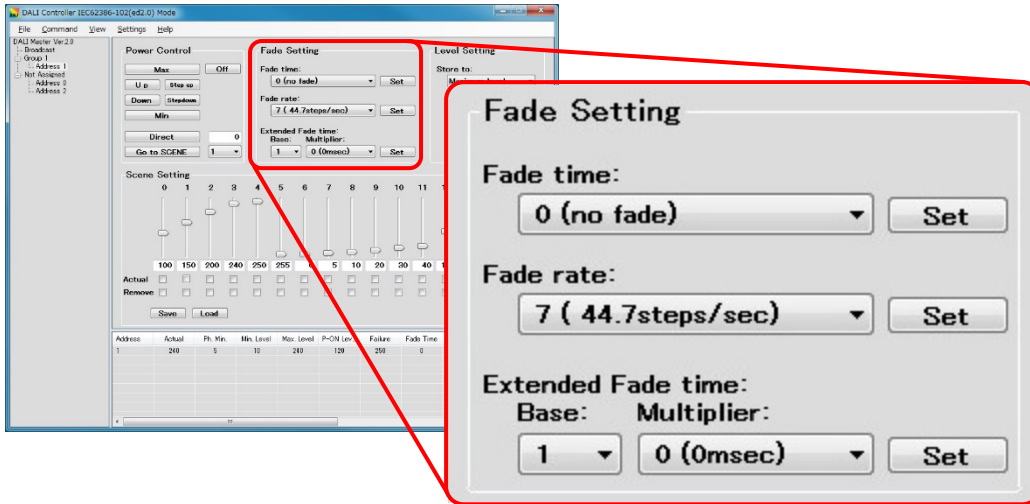 DALI Controller IEC62386-102(ed2.0) Mode
File Command View Settings Help
DALI Master Ver.2.0
Broadcast
Group 1
Address 1
Not Assigned
Address 0
Address 2
Power Control
Max Off
Up Step up
Down Stepdown
Min
Direct 0
Go to SCENE 1
Fade Setting
Fade time:
0 (no fade) Set
Fade rate:
7 ( 44.7steps/sec) Set
Extended Fade time:
Base: Multiplier:
1 0 (0msec) Set
Level Setting
Store to:
Scene Setting
0 1 2 3 4 5 6 7 8 9 10 11
100 150 200 240 250 255 0 5 10 20 30 40
Actual
Remove
Save Load
Address Actual Ph. Min. Min. Level Max. Level P-ON Lev. Failure Fade Time
1 240 5 10 240 120 250 0
Fade Setting
Fade time:
0 (no fade) Set
Fade rate:
7 ( 44.7steps/sec) Set
Extended Fade time:
Base: Multiplier:
1 0 (0msec) Set